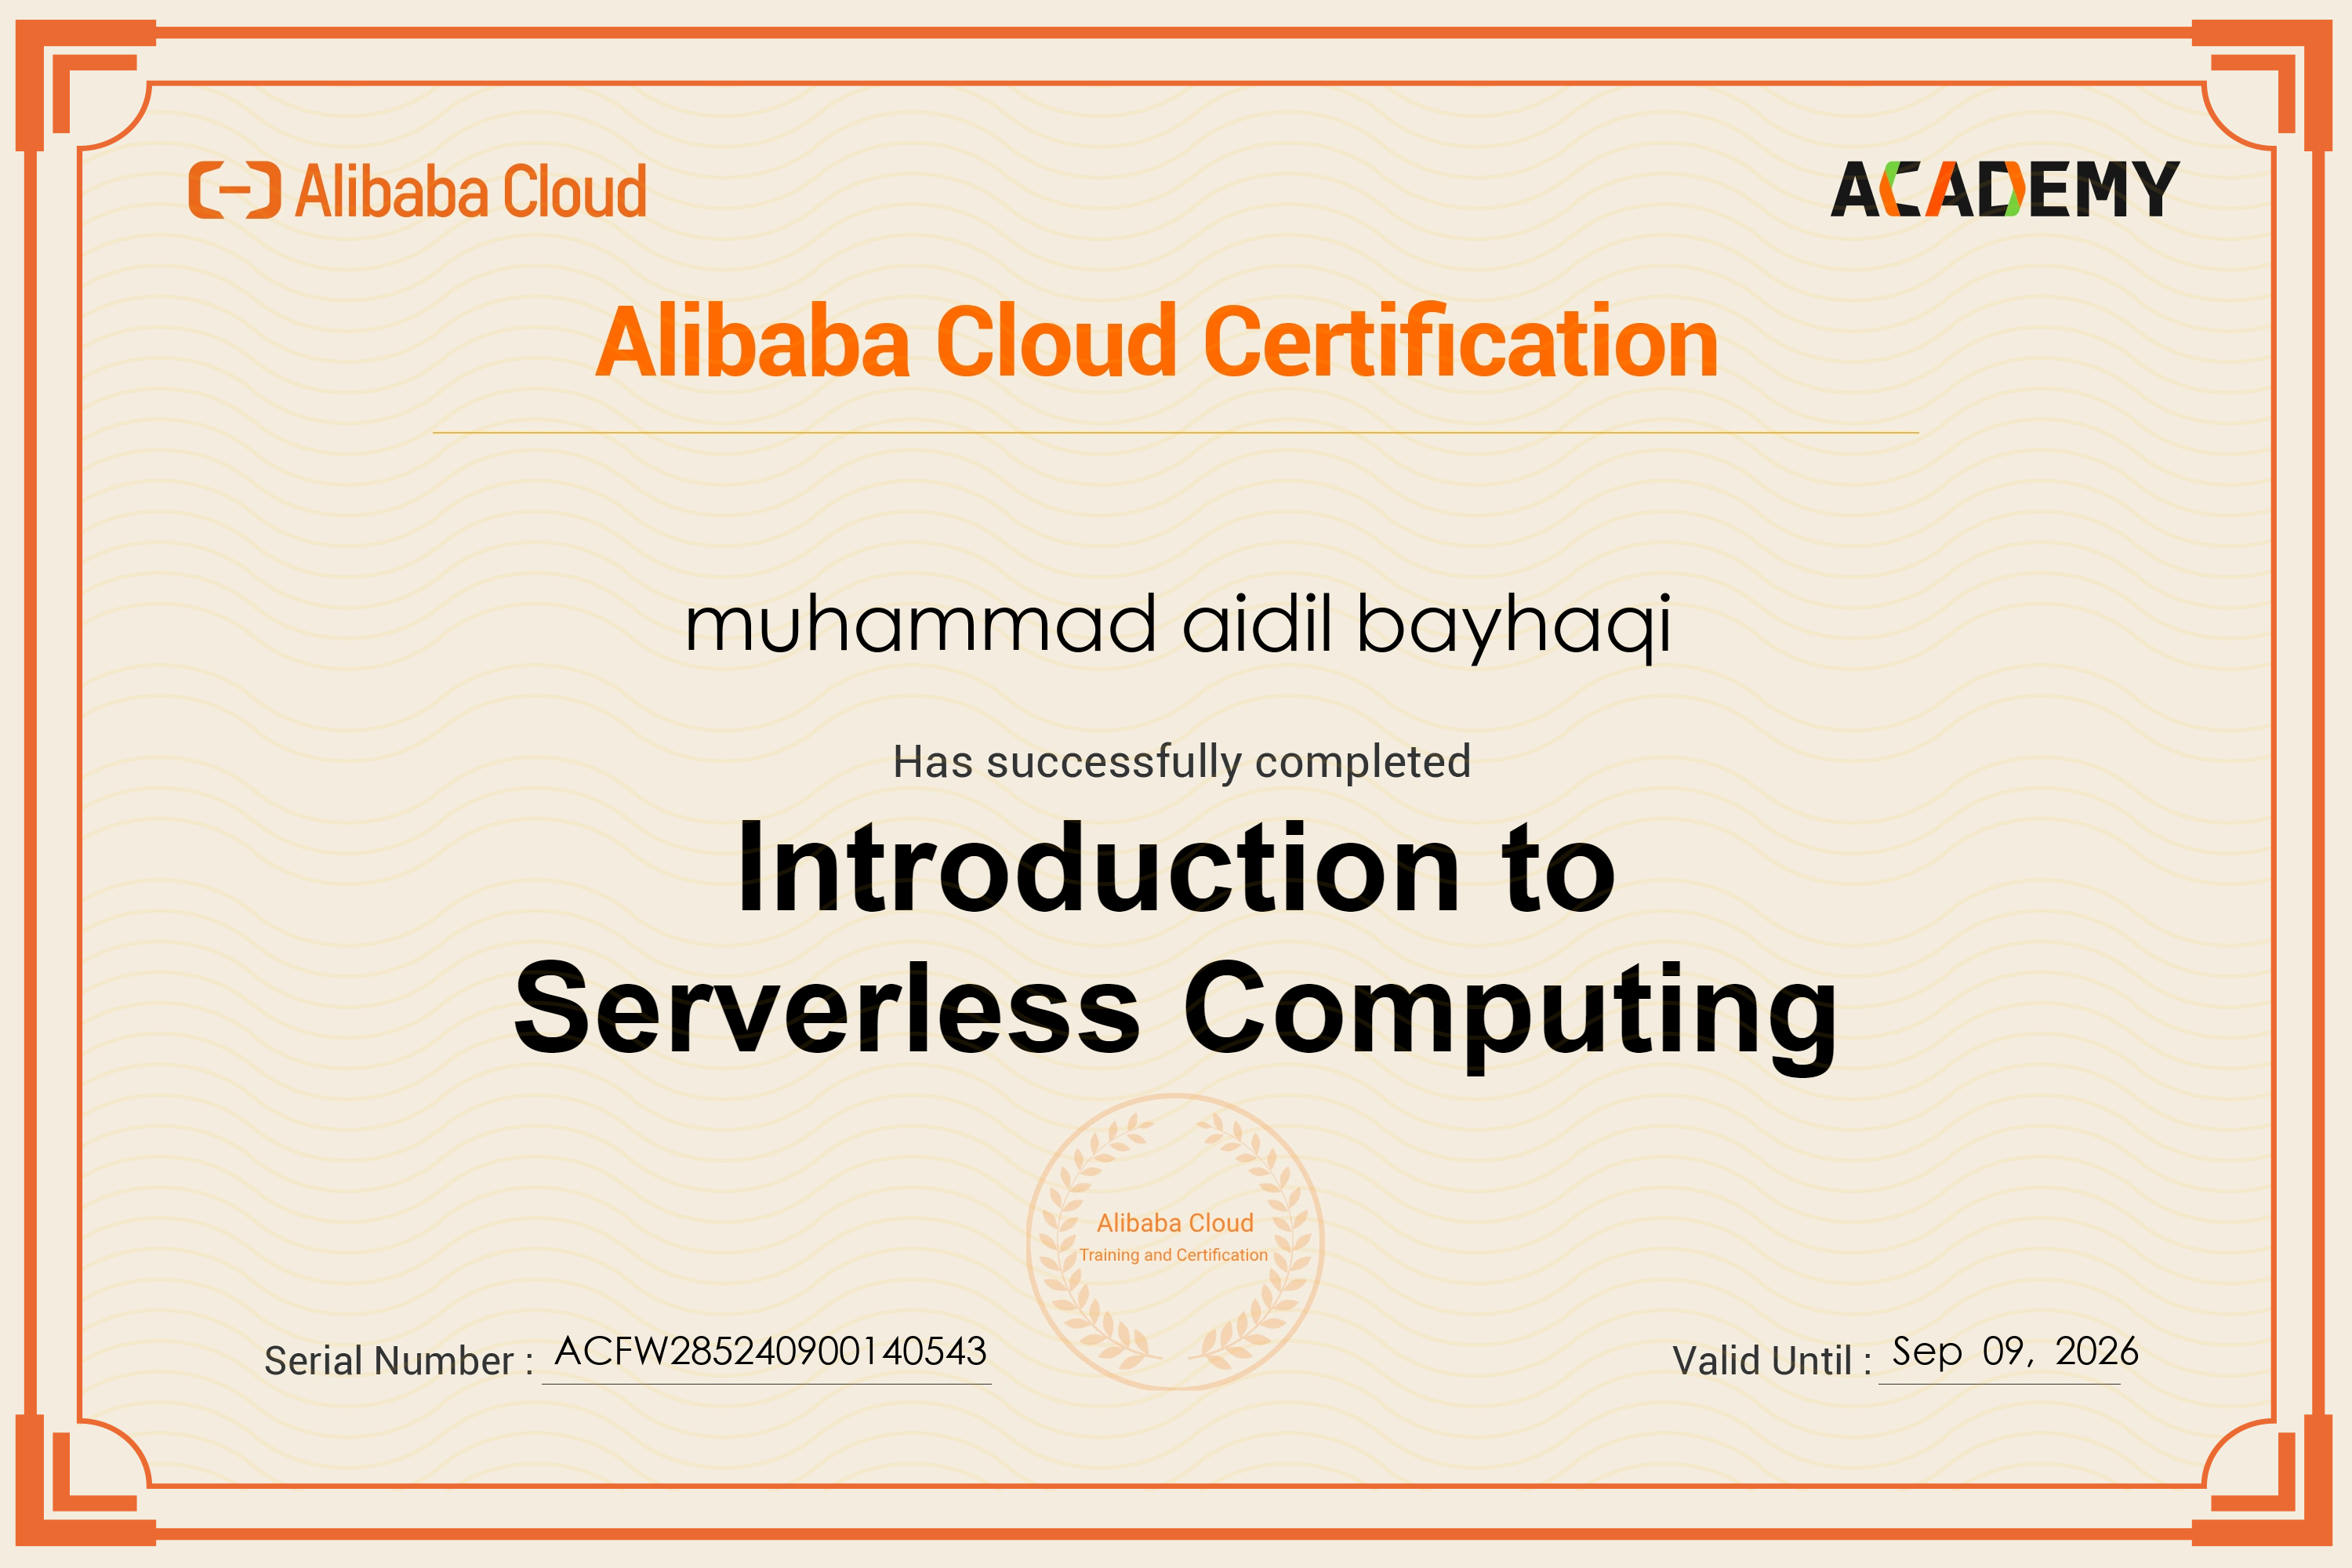 Alibaba Cloud
ACADEMY
Alibaba Cloud Certification
muhammad aidil bayhaqi
Has successfully completed
Introduction to
Serverless Computing
Alibaba Cloud
Training and Certification
Serial Number : ACFW285240900140543
Valid Until : Sep 09, 2026